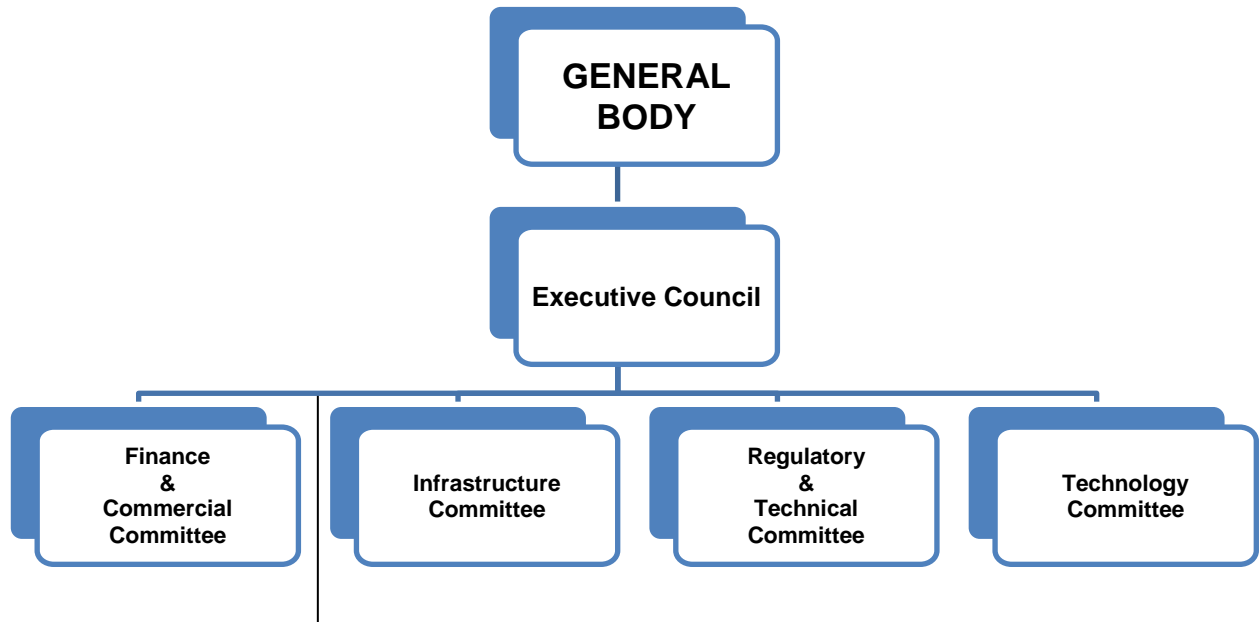 GENERAL
BODY
Executive Council
Finance
&
Commercial
Committee
Infrastructure
Committee
Regulatory
&
Technical
Committee
Technology
Committee